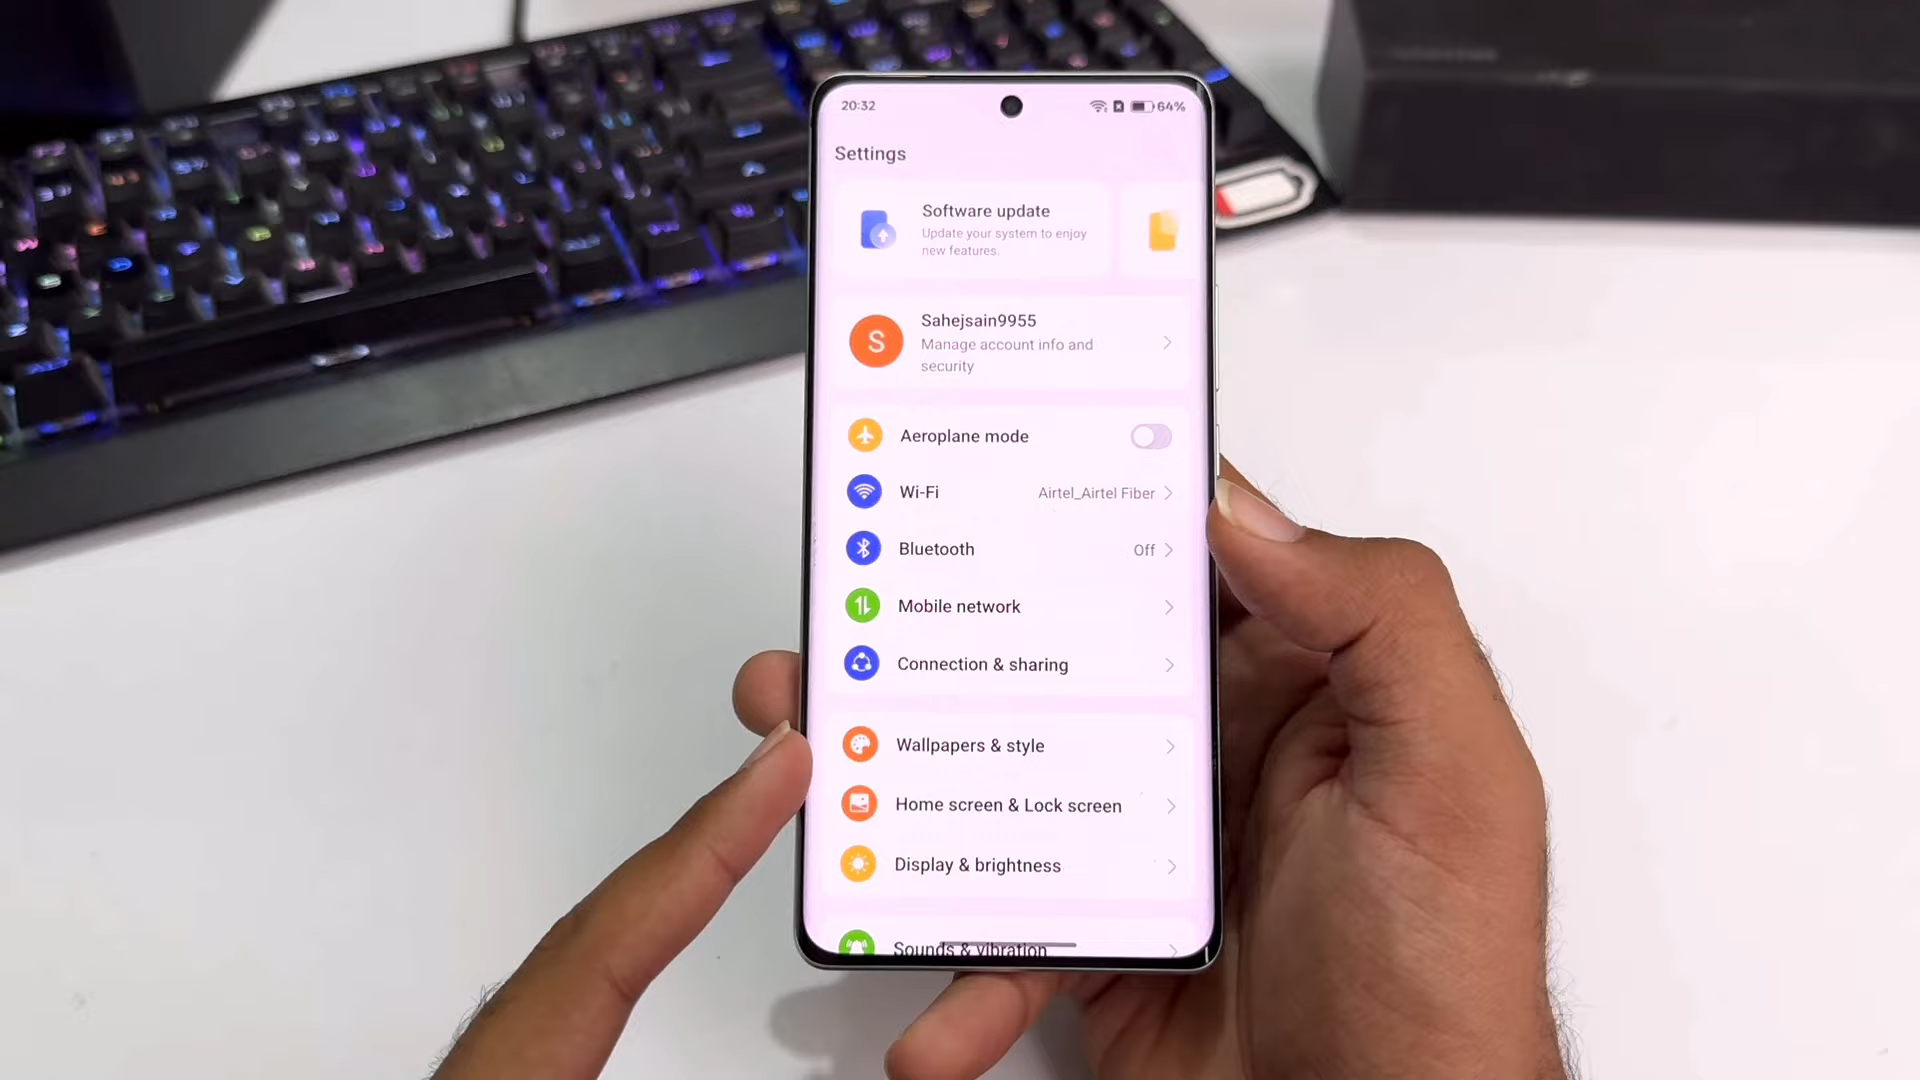 20:32
64%
Settings
Software update
Update your system to enjoy
new features.
Sahejsain9955
Manage account info and
security
S
Aeroplane mode
Wi-Fi
Airtel_Airtel Fiber
Bluetooth
Off
Mobile network
Connection & sharing
Wallpapers & style
Home screen & Lock screen
Display & brightness
Sounds & vibration